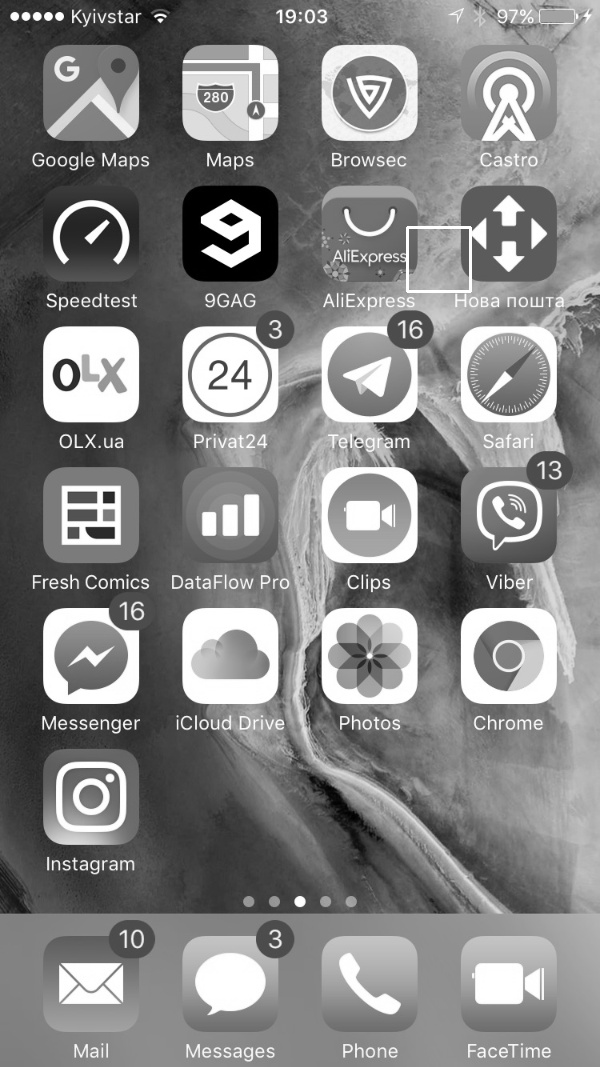 Kyivstar 19:03 97%
G 280
Google Maps Maps Browsec Castro
9 AliExpress
Speedtest 9GAG AliExpress Нова пошта
3 16
OLX 24
OLX.ua Privat24 Telegram Safari
13
Fresh Comics DataFlow Pro Clips Viber
16
Messenger iCloud Drive Photos Chrome
Instagram
10 3
Mail Messages Phone FaceTime